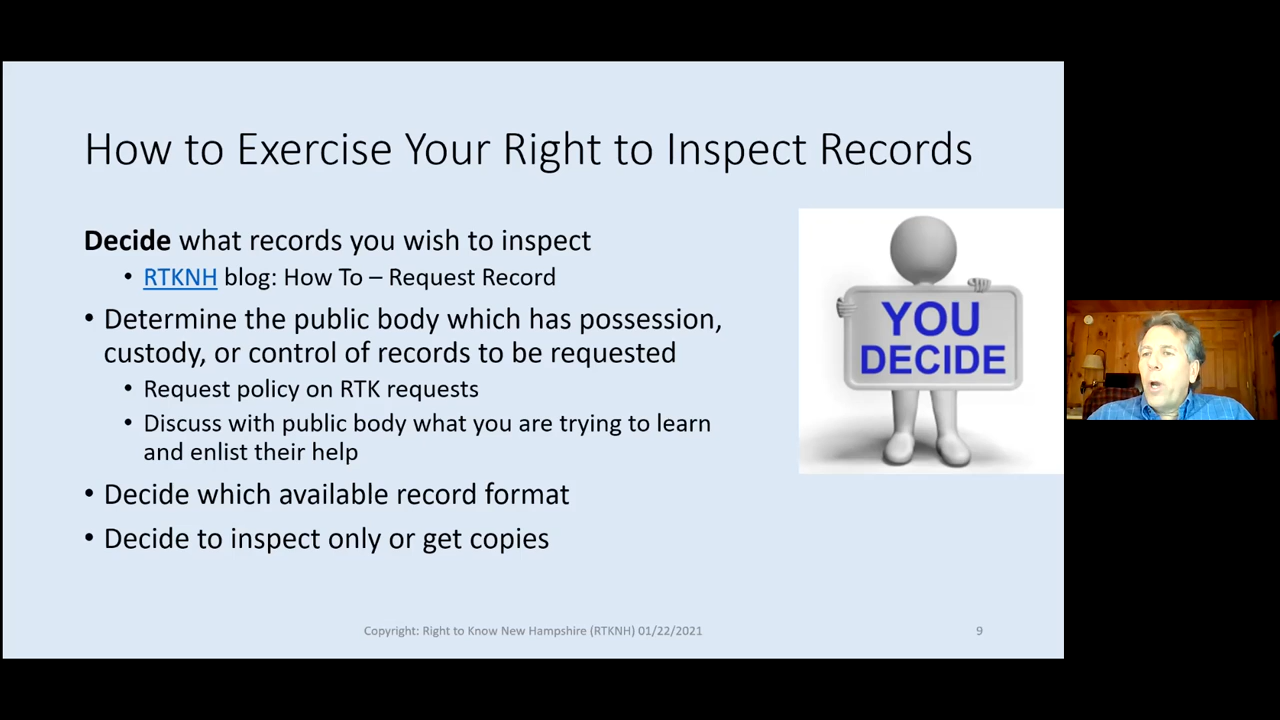 How to Exercise Your Right to Inspect Records
Decide what records you wish to inspect
• RTKNH blog: How To – Request Record
• Determine the public body which has possession,
custody, or control of records to be requested
• Request policy on RTK requests
• Discuss with public body what you are trying to learn
and enlist their help
• Decide which available record format
• Decide to inspect only or get copies
YOU
DECIDE
Copyright: Right to Know New Hampshire (RTKNH) 01/22/2021
9